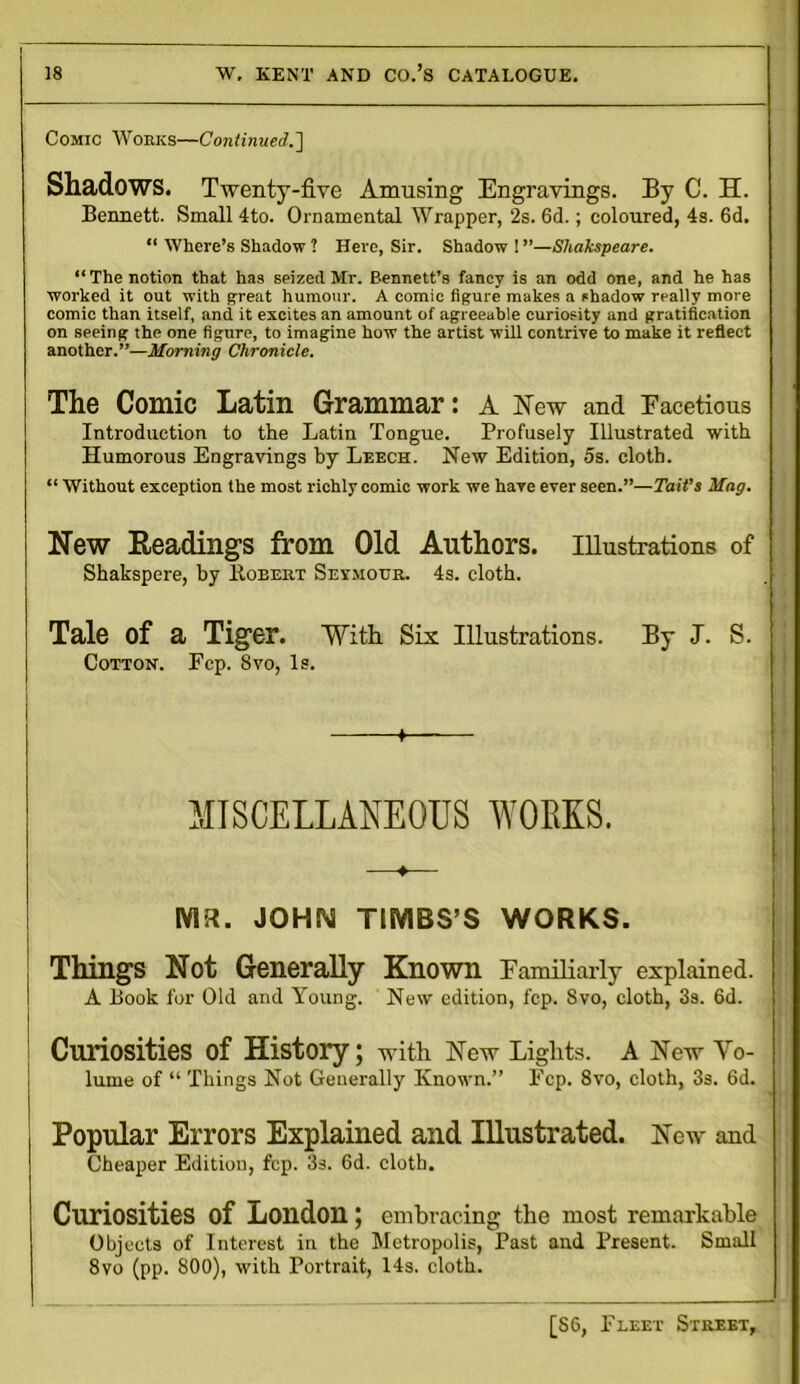 18 W. KENT AND CO.'S CATALOGUE.
Comic Works—Continued.]
Shadows. Twenty-five Amusing Engravings. By C. H.
Bennett. Small 4to. Ornamental Wrapper, 2s. 6d.; coloured, 4s. 6d.
“ Where’s Shadow ? Here, Sir. Shadow !”—Shakspeare.
“The notion that has seized Mr. Bennett’s fancy is an odd one, and he has
worked it out with great humour. A comic figure makes a shadow really more
comic than itself, and it excites an amount of agreeable curiosity and gratification
on seeing the one figure, to imagine how the artist will contrive to make it reflect
another.”—Morning Chronicle.
The Comic Latin Grammar: A New and Facetious
Introduction to the Latin Tongue. Profusely Illustrated with
Humorous Engravings by Leech. New Edition, 5s. cloth.
“ Without exception the most richly comic work we have ever seen.”—Tait’s Mag.
New Readings from Old Authors. Illustrations of
Shakspere, by Robert Seymour. 4s. cloth.
Tale of a Tiger. With Six Illustrations. By J. S.
Cotton. Fcp. 8vo, 1s.
MISCELLANEOUS WORKS.
MR. JOHN TIMBS’S WORKS.
Things Not Generally Known Familiarly explained.
A Book for Old and Young. New edition, fcp. 8vo, cloth, 3s. 6d.
Curiosities of History; with New Lights. A New Vo-
lume of “ Things Not Generally Known.” Fcp. 8vo, cloth, 3s. 6d.
Popular Errors Explained and Illustrated. New and
Cheaper Edition, fcp. 3s. 6d. cloth.
Curiosities of London; embracing the most remarkable
Objects of Interest in the Metropolis, Past and Present. Small
8vo (pp. 800), with Portrait, 14s. cloth.
[86, Fleet Street,